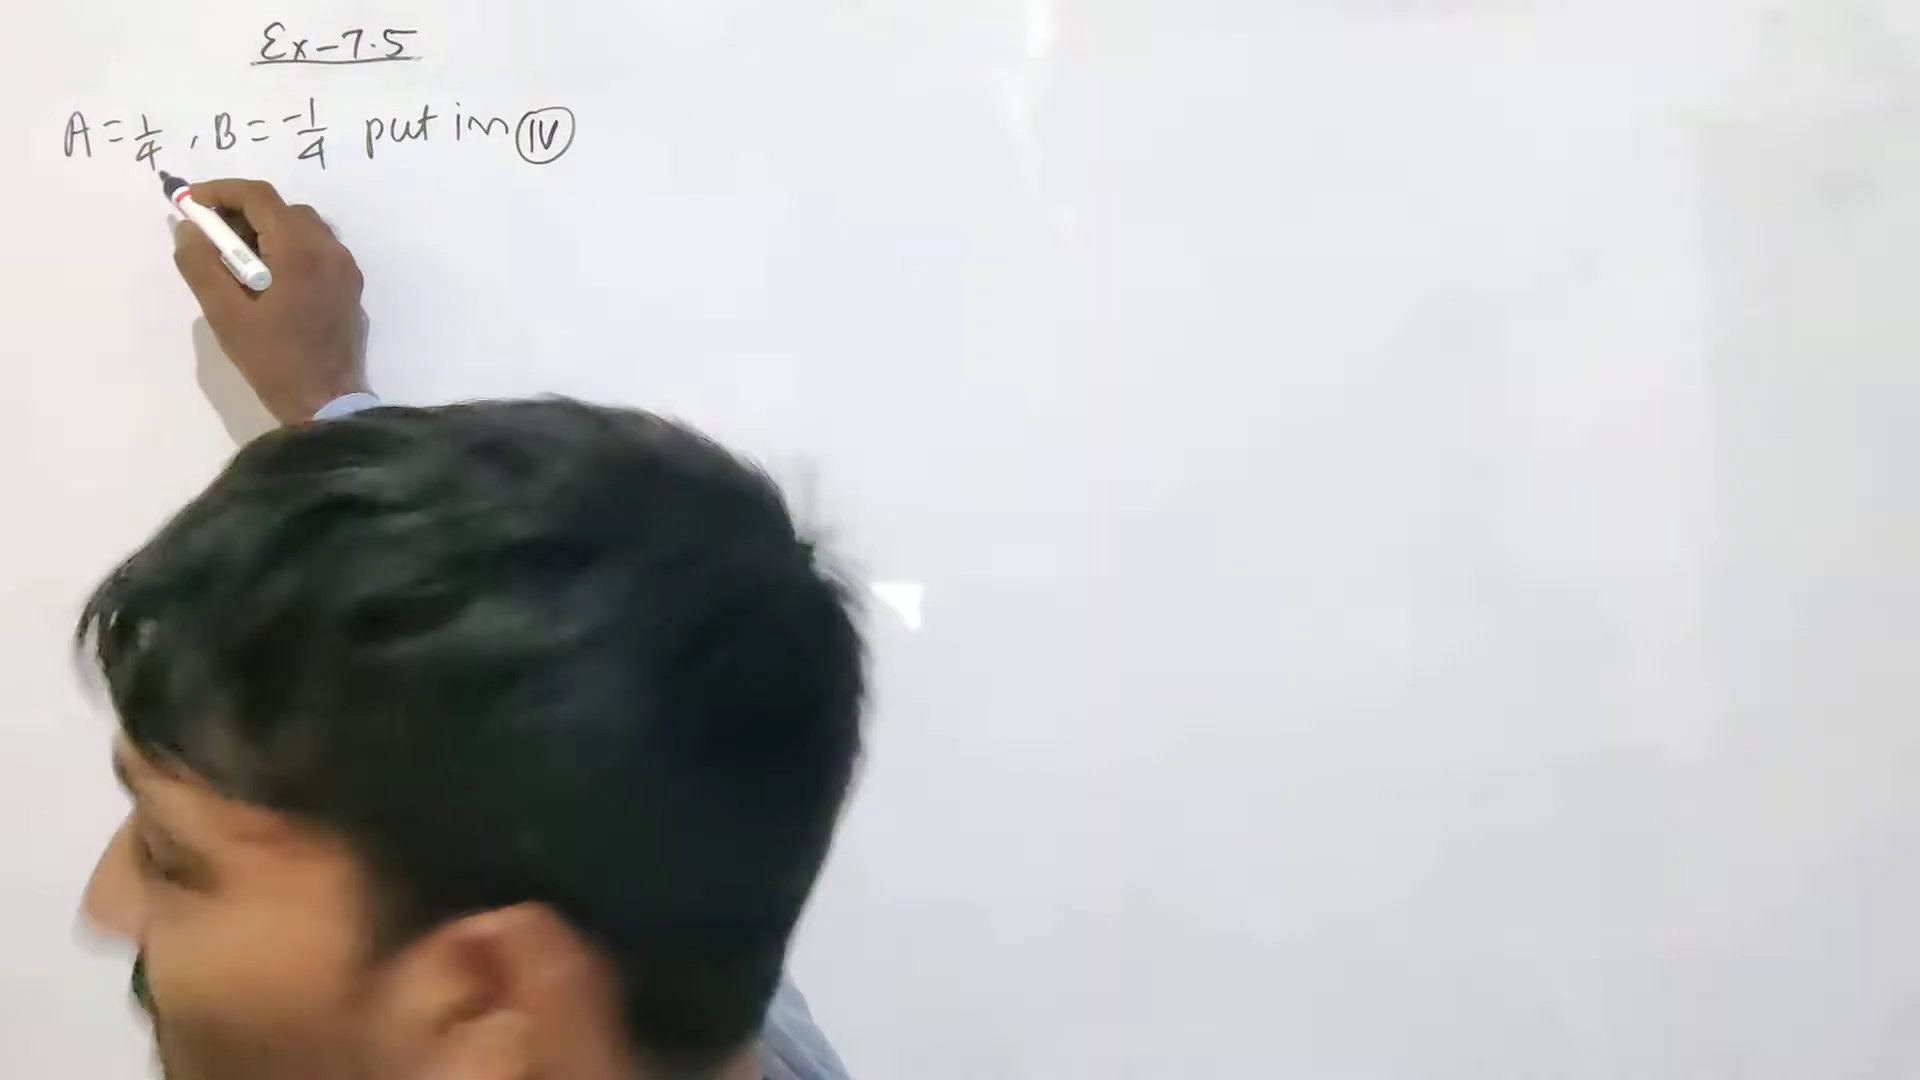 Ex-7.5
A = 1/4, B = -1/4 put in IV